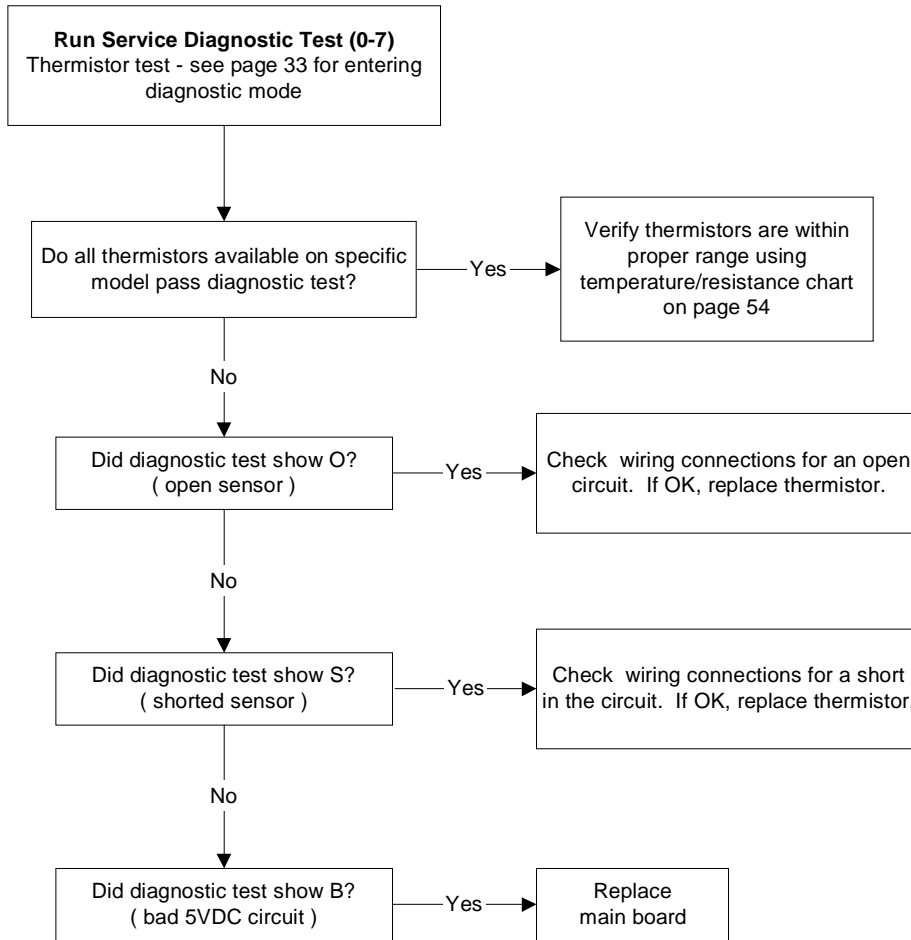 Run Service Diagnostic Test (0-7)
Thermistor test - see page 33 for entering
diagnostic mode
Do all thermistors available on specific
model pass diagnostic test?
Yes
Verify thermistors are within
proper range using
temperature/resistance chart
on page 54
No
Did diagnostic test show O?
( open sensor )
Yes
Check wiring connections for an open
circuit. If OK, replace thermistor.
No
Did diagnostic test show S?
( shorted sensor )
Yes
Check wiring connections for a short
in the circuit. If OK, replace thermistor.
No
Did diagnostic test show B?
( bad 5VDC circuit )
Yes
Replace
main board